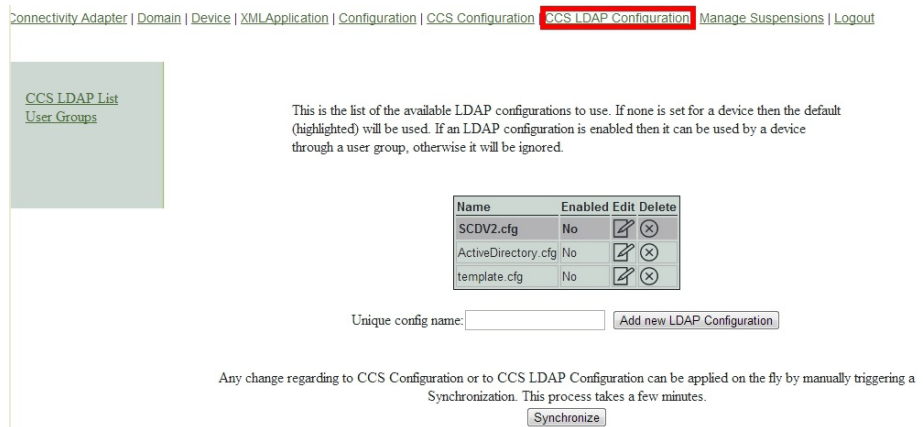 Connectivity Adapter | Domain | Device | XMLApplication | Configuration | CCS Configuration | CCS LDAP Configuration | Manage Suspensions | Logout
CCS LDAP List
User Groups
This is the list of the available LDAP configurations to use. If none is set for a device then the default
(highlighted) will be used. If an LDAP configuration is enabled then it can be used by a device
through a user group, otherwise it will be ignored.
Name Enabled Edit Delete
SCDV2.cfg No
ActiveDirectory.cfg No
template.cfg No
Unique config name: Add new LDAP Configuration
Any change regarding to CCS Configuration or to CCS LDAP Configuration can be applied on the fly by manually triggering a
Synchronization. This process takes a few minutes.
Synchronize